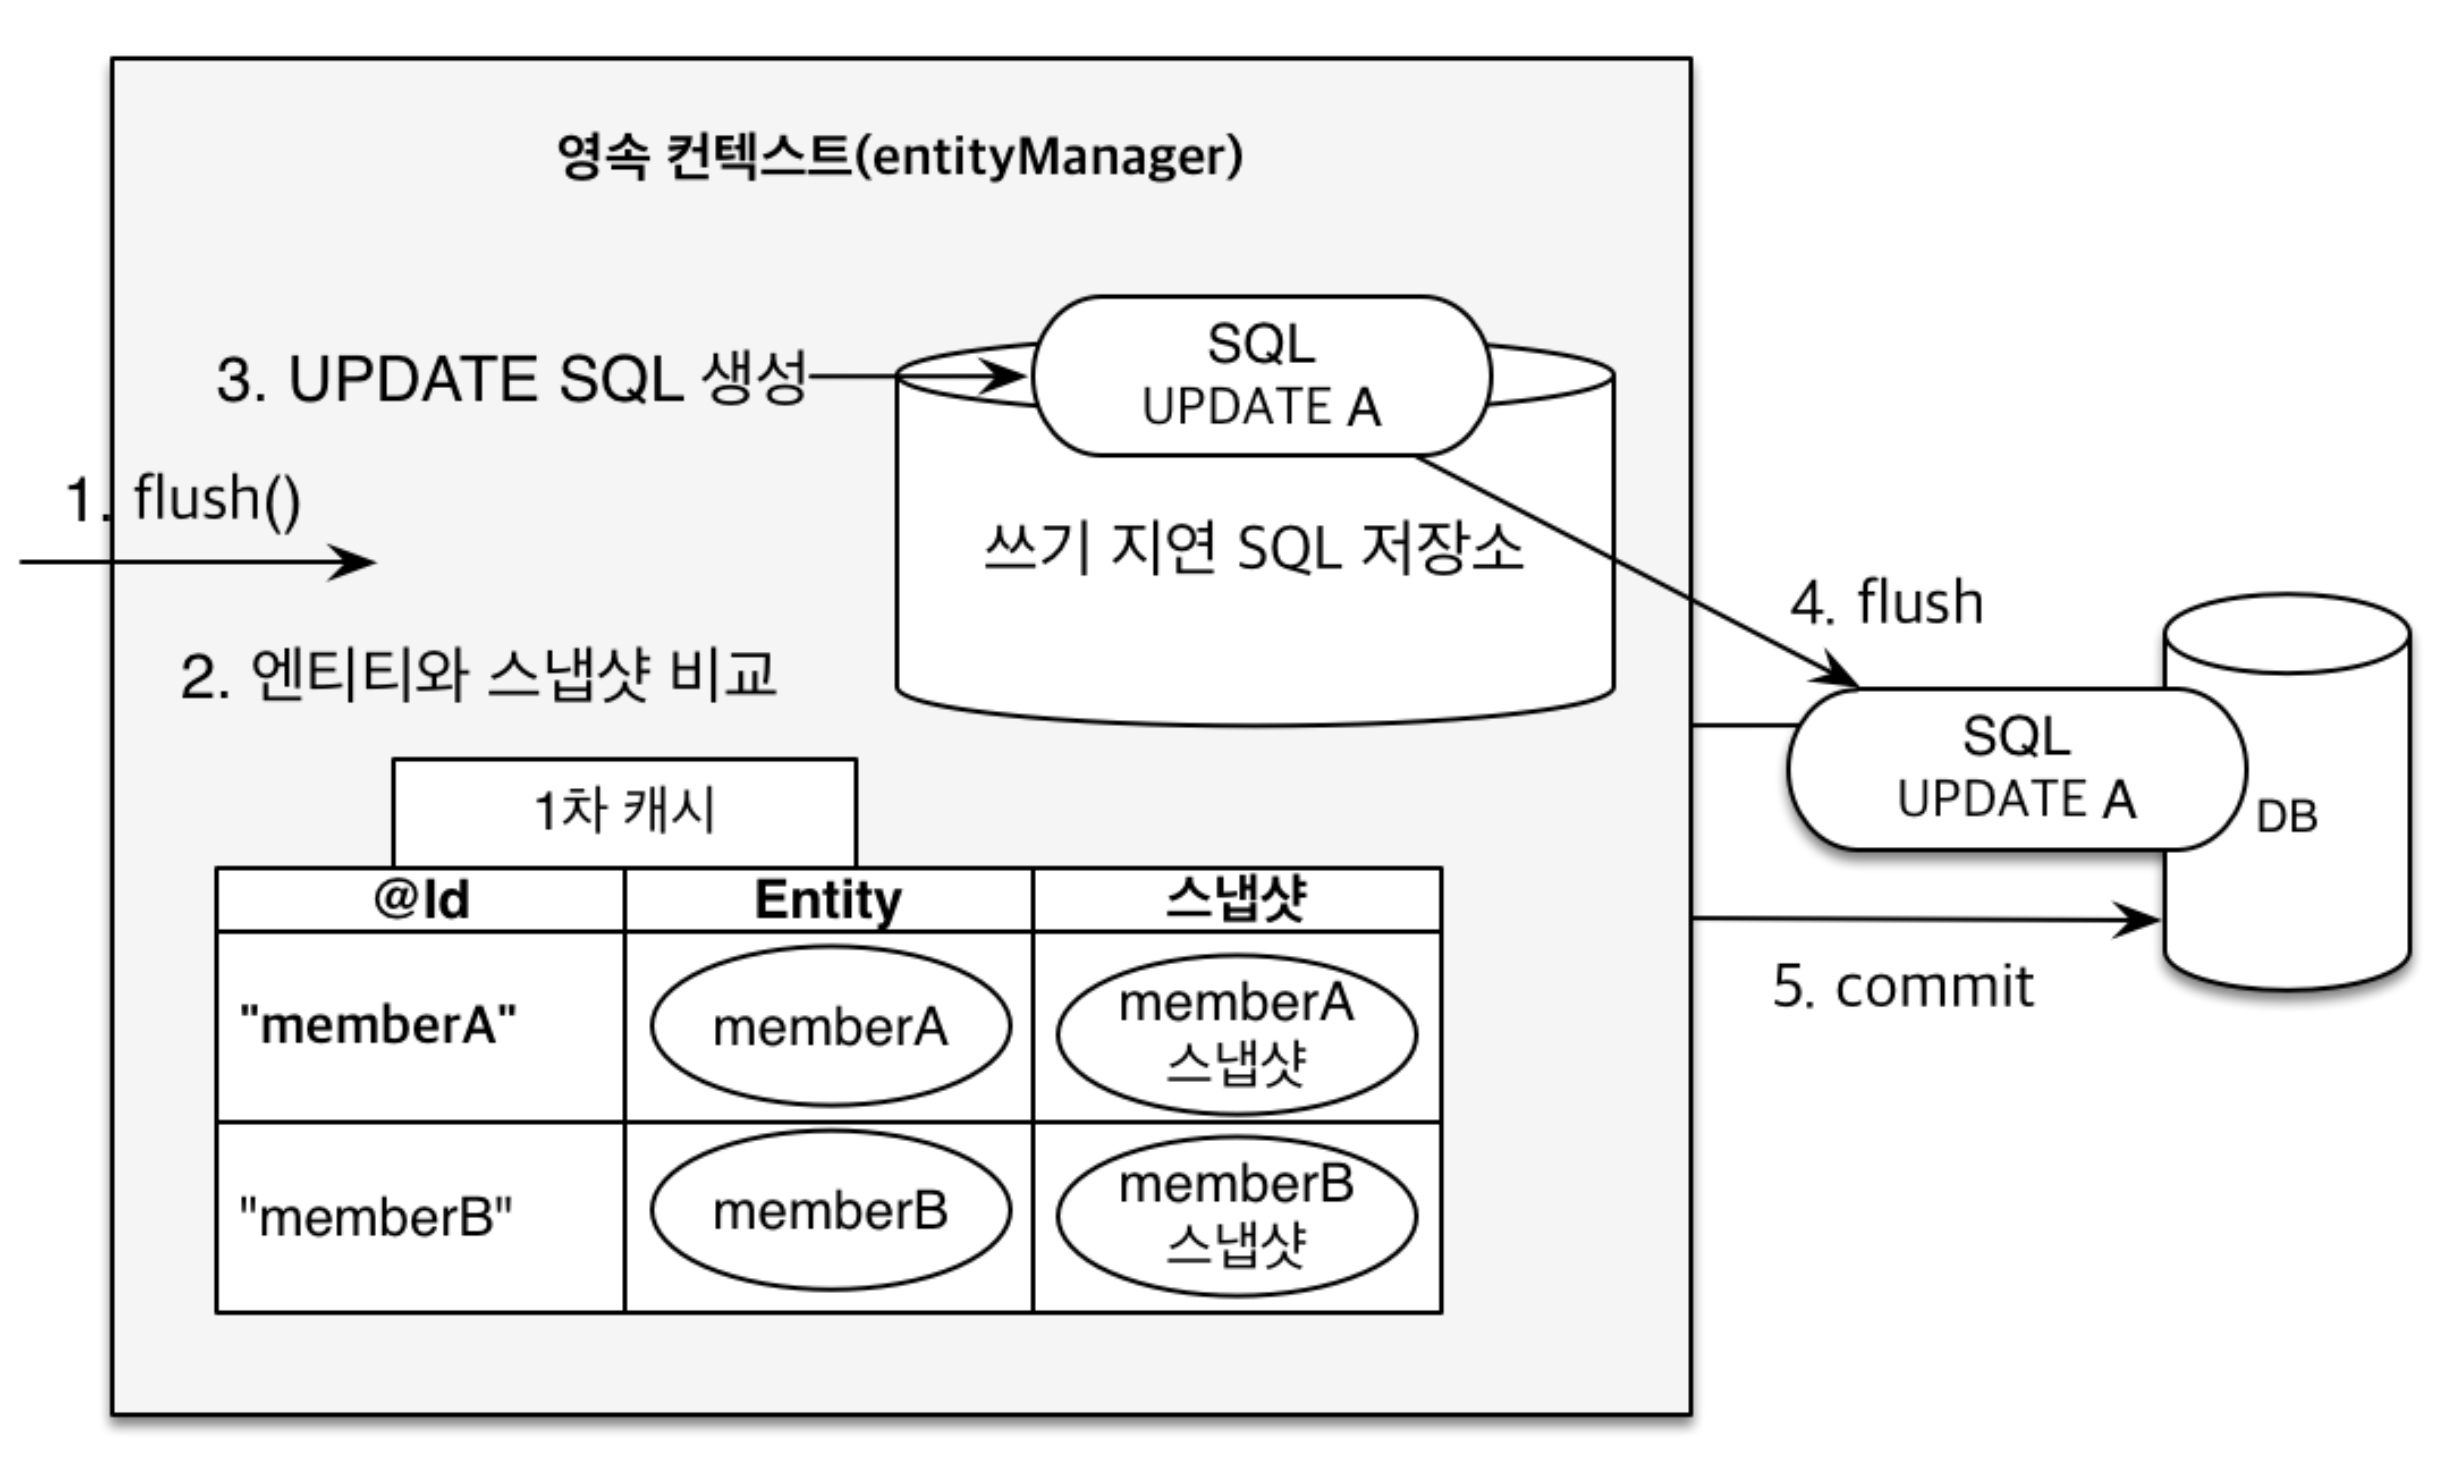 영속 컨텍스트(entityManager)
SQL
UPDATE A
3. UPDATE SQL 생성
1. flush()
쓰기 지연 SQL 저장소
4. flush
2. 엔티티와 스냅샷 비교
SQL
UPDATE A
DB
1차 캐시
@Id Entity 스냅샷
"memberA" memberA memberA
스냅샷
5. commit
"memberB" memberB memberB
스냅샷